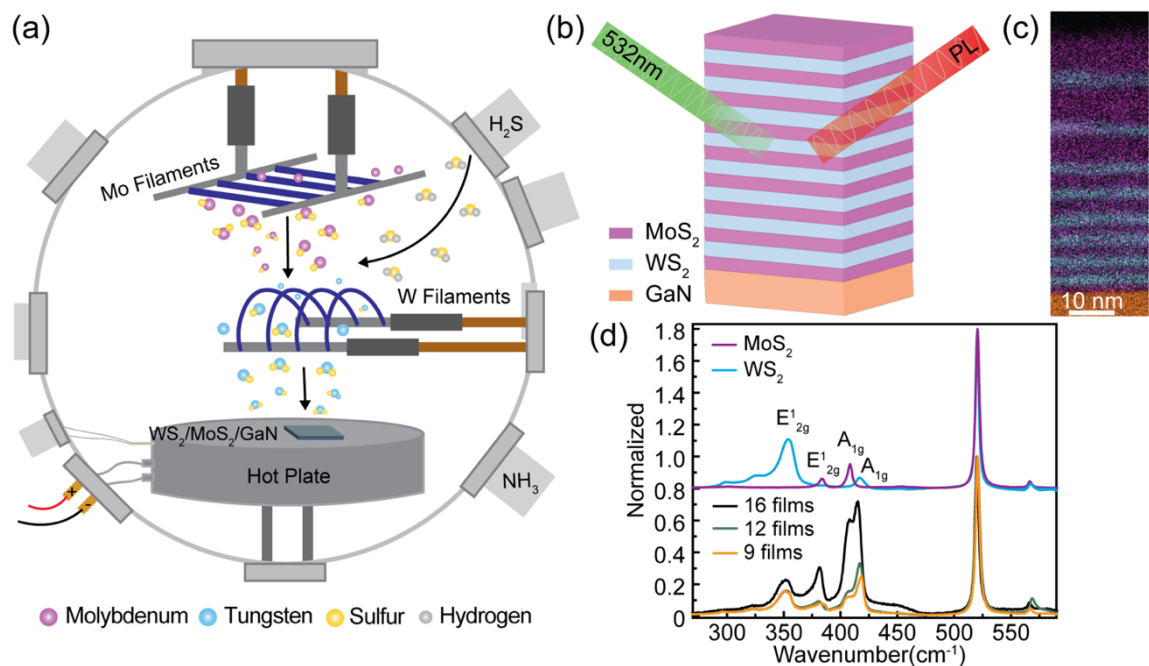 (a)
H₂S
Mo Filaments
W Filaments
WS₂/MoS₂/GaN
Hot Plate
NH₃
+
-
Molybdenum
Tungsten
Sulfur
Hydrogen
(b)
532nm
PL
MoS₂
WS₂
GaN
(c)
10 nm
(d)
1.8
1.6
1.4
1.2
1.0
0.8
0.6
0.4
0.2
0
Normalized
MoS₂
WS₂
E¹₂g
E¹₂g
A₁g
A₁g
16 films
12 films
9 films
300 350 400 450 500 550
Wavenumber(cm⁻¹)